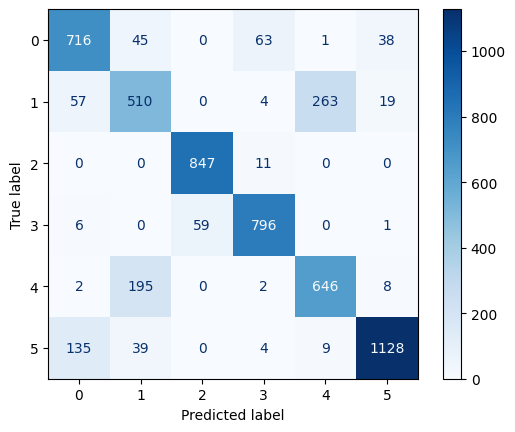 0 716 45 0 63 1 38
1 57 510 0 4 263 19
2 0 0 847 11 0 0
3 6 0 59 796 0 1
4 2 195 0 2 646 8
5 135 39 0 4 9 1128
0 1 2 3 4 5
True label
Predicted label
1000
800
600
400
200
0